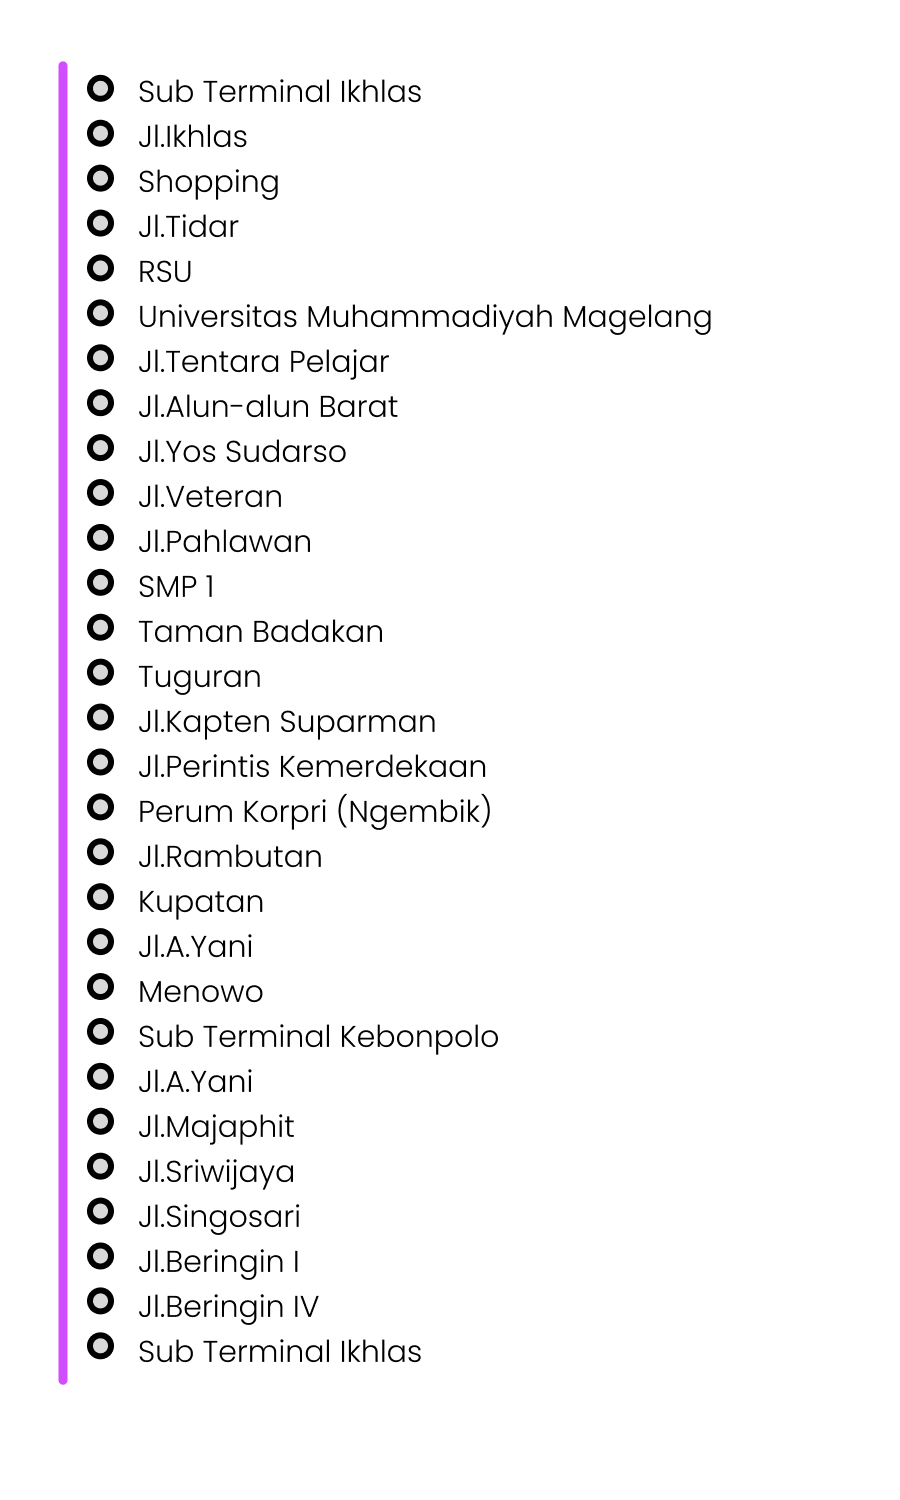 Sub Terminal Ikhlas
Jl.Ikhlas
Shopping
Jl.Tidar
RSU
Universitas Muhammadiyah Magelang
Jl.Tentara Pelajar
Jl.Alun-alun Barat
Jl.Yos Sudarso
Jl.Veteran
Jl.Pahlawan
SMP 1
Taman Badakan
Tuguran
Jl.Kapten Suparman
Jl.Perintis Kemerdekaan
Perum Korpri (Ngembik)
Jl.Rambutan
Kupatan
Jl.A.Yani
Menowo
Sub Terminal Kebonpolo
Jl.A.Yani
Jl.Majaphit
Jl.Sriwijaya
Jl.Singosari
Jl.Beringin I
Jl.Beringin IV
Sub Terminal Ikhlas